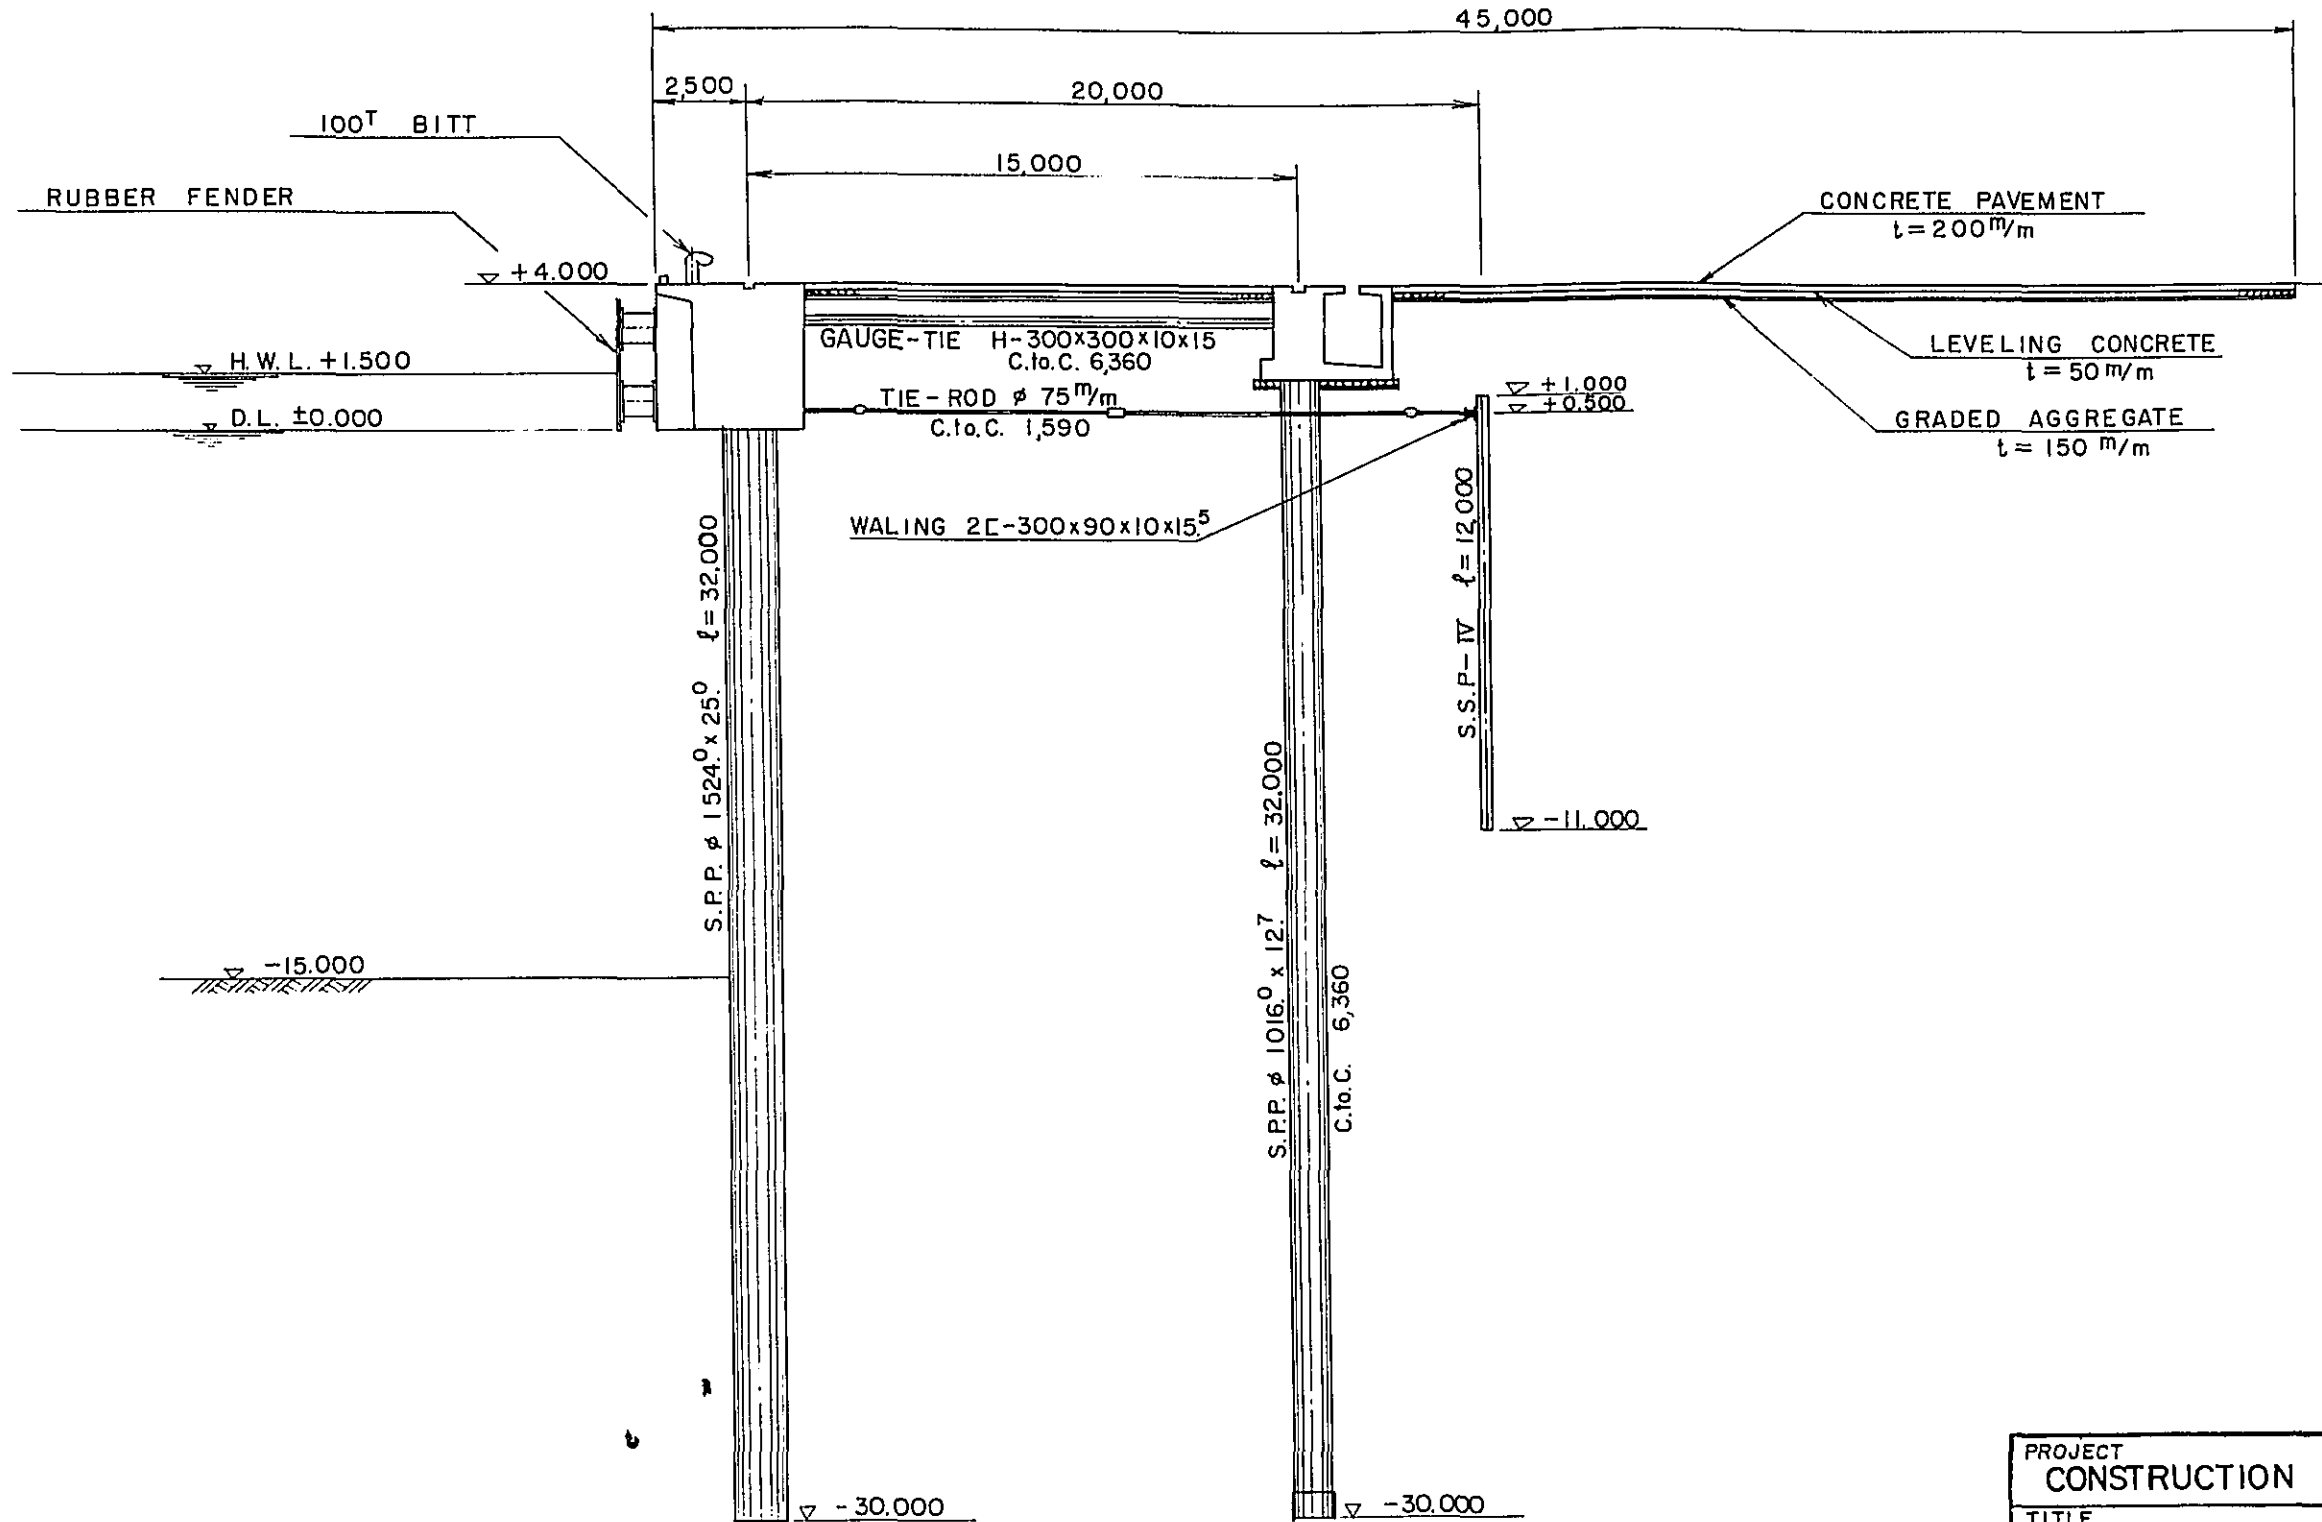 45,000
2,500
20,000
100T BITT
15,000
RUBBER FENDER
CONCRETE PAVEMENT
t=200m/m
+4.000
GAUGE-TIE H-300x300x10x15
C.to.C. 6,360
LEVELING CONCRETE
t=50m/m
H.W.L. +1.500
TIE-ROD ø 75m/m
C.to.C. 1,590
+1.000
+0.500
D.L. ±0.000
GRADED AGGREGATE
t=150 m/m
WALING 2[-300x90x10x15.5
S.P.P. ø 1524.0 x 25.0 ℓ=32,000
S.S.P-IV ℓ=12,000
-11.000
S.P.P. ø 1016.0 x 12.7 ℓ=32,000
C.to.C. 6,360
-15.000
-30.000
-30.000
PROJECT
CONSTRUCTION
TITLE